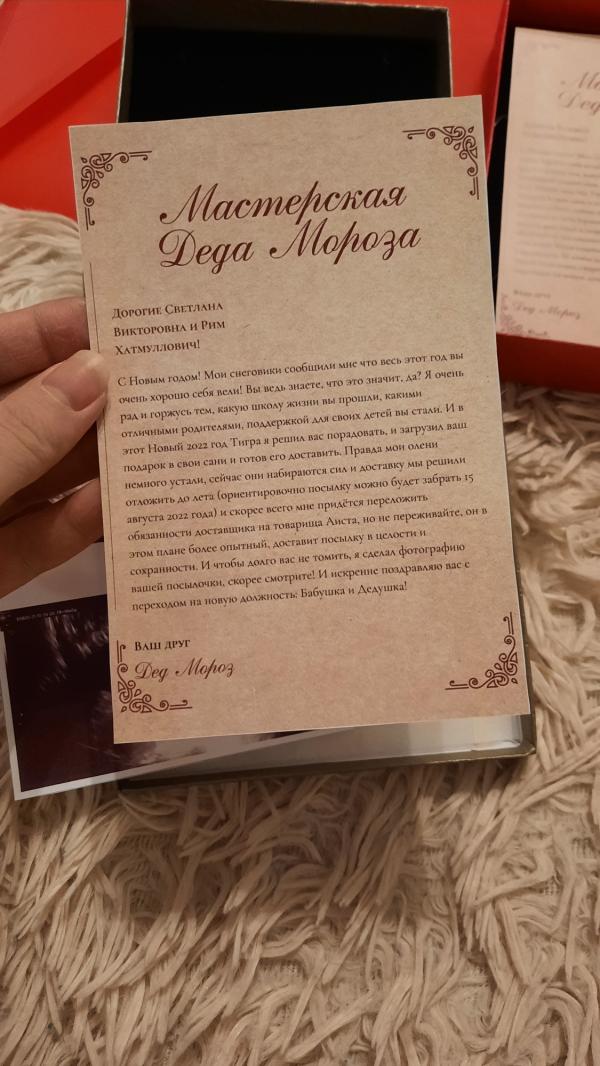 Мастерская
Деда Мороза
Дорогие Светлана
Викторовна и Рим
Хатмуллович!
С Новым годом! Мои снеговики сообщили мне что весь этот год вы
очень хорошо себя вели! Вы ведь знаете, что это значит, да? Я очень
рад и горжусь тем, какую школу жизни вы прошли, какими
отличными родителями, поддержкой для своих детей вы стали. И в
этот Новый 2022 год Тигра я решил вас порадовать, и загрузил ваш
подарок в свои сани и готов его доставить. Правда мои олени
немного устали, сейчас они набираются сил и доставку мы решили
отложить до лета (ориентировочно посылку можно будет забрать 15
августа 2022 года) и скорее всего мне придётся переложить
обязанности доставщика на товарища Аиста, но не переживайте, он в
этом плане более опытный, доставит посылку в целости и
сохранности. И чтобы долго вас не томить, я сделал фотографию
вашей посылочки, скорее смотрите! И искренне поздравляю вас с
переходом на новую должность: Бабушка и Дедушка!
Ваш друг
Дед Мороз
Ваш друг
Дед Мороз